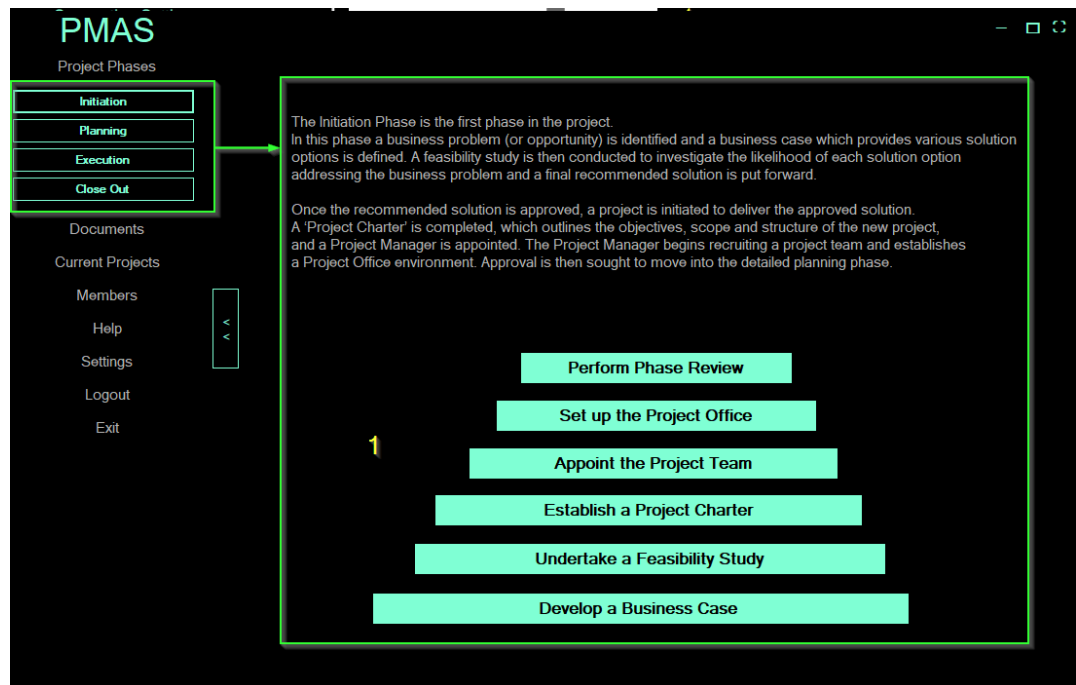 PMAS
Project Phases
Initiation
Planning
Execution
Close Out
Documents
Current Projects
Members
Help
Settings
Logout
Exit
<
<
The Initiation Phase is the first phase in the project.
In this phase a business problem (or opportunity) is identified and a business case which provides various solution
options is defined. A feasibility study is then conducted to investigate the likelihood of each solution option
addressing the business problem and a final recommended solution is put forward.
Once the recommended solution is approved, a project is initiated to deliver the approved solution.
A ‘Project Charter’ is completed, which outlines the objectives, scope and structure of the new project,
and a Project Manager is appointed. The Project Manager begins recruiting a project team and establishes
a Project Office environment. Approval is then sought to move into the detailed planning phase.
Perform Phase Review
Set up the Project Office
1
Appoint the Project Team
Establish a Project Charter
Undertake a Feasibility Study
Develop a Business Case